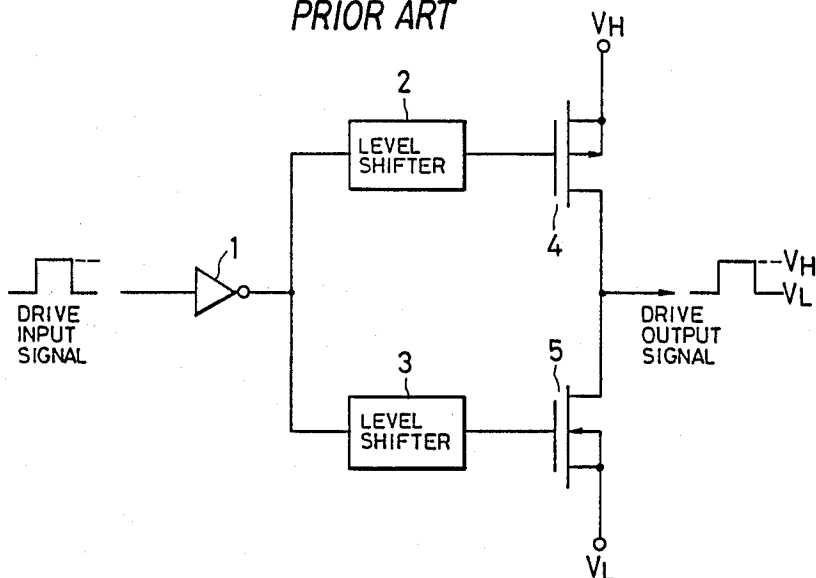 PRIOR ART
VH
2
LEVEL
SHIFTER
4
1
DRIVE
INPUT
SIGNAL
VH
VL
DRIVE
OUTPUT
SIGNAL
3
LEVEL
SHIFTER
5
VL